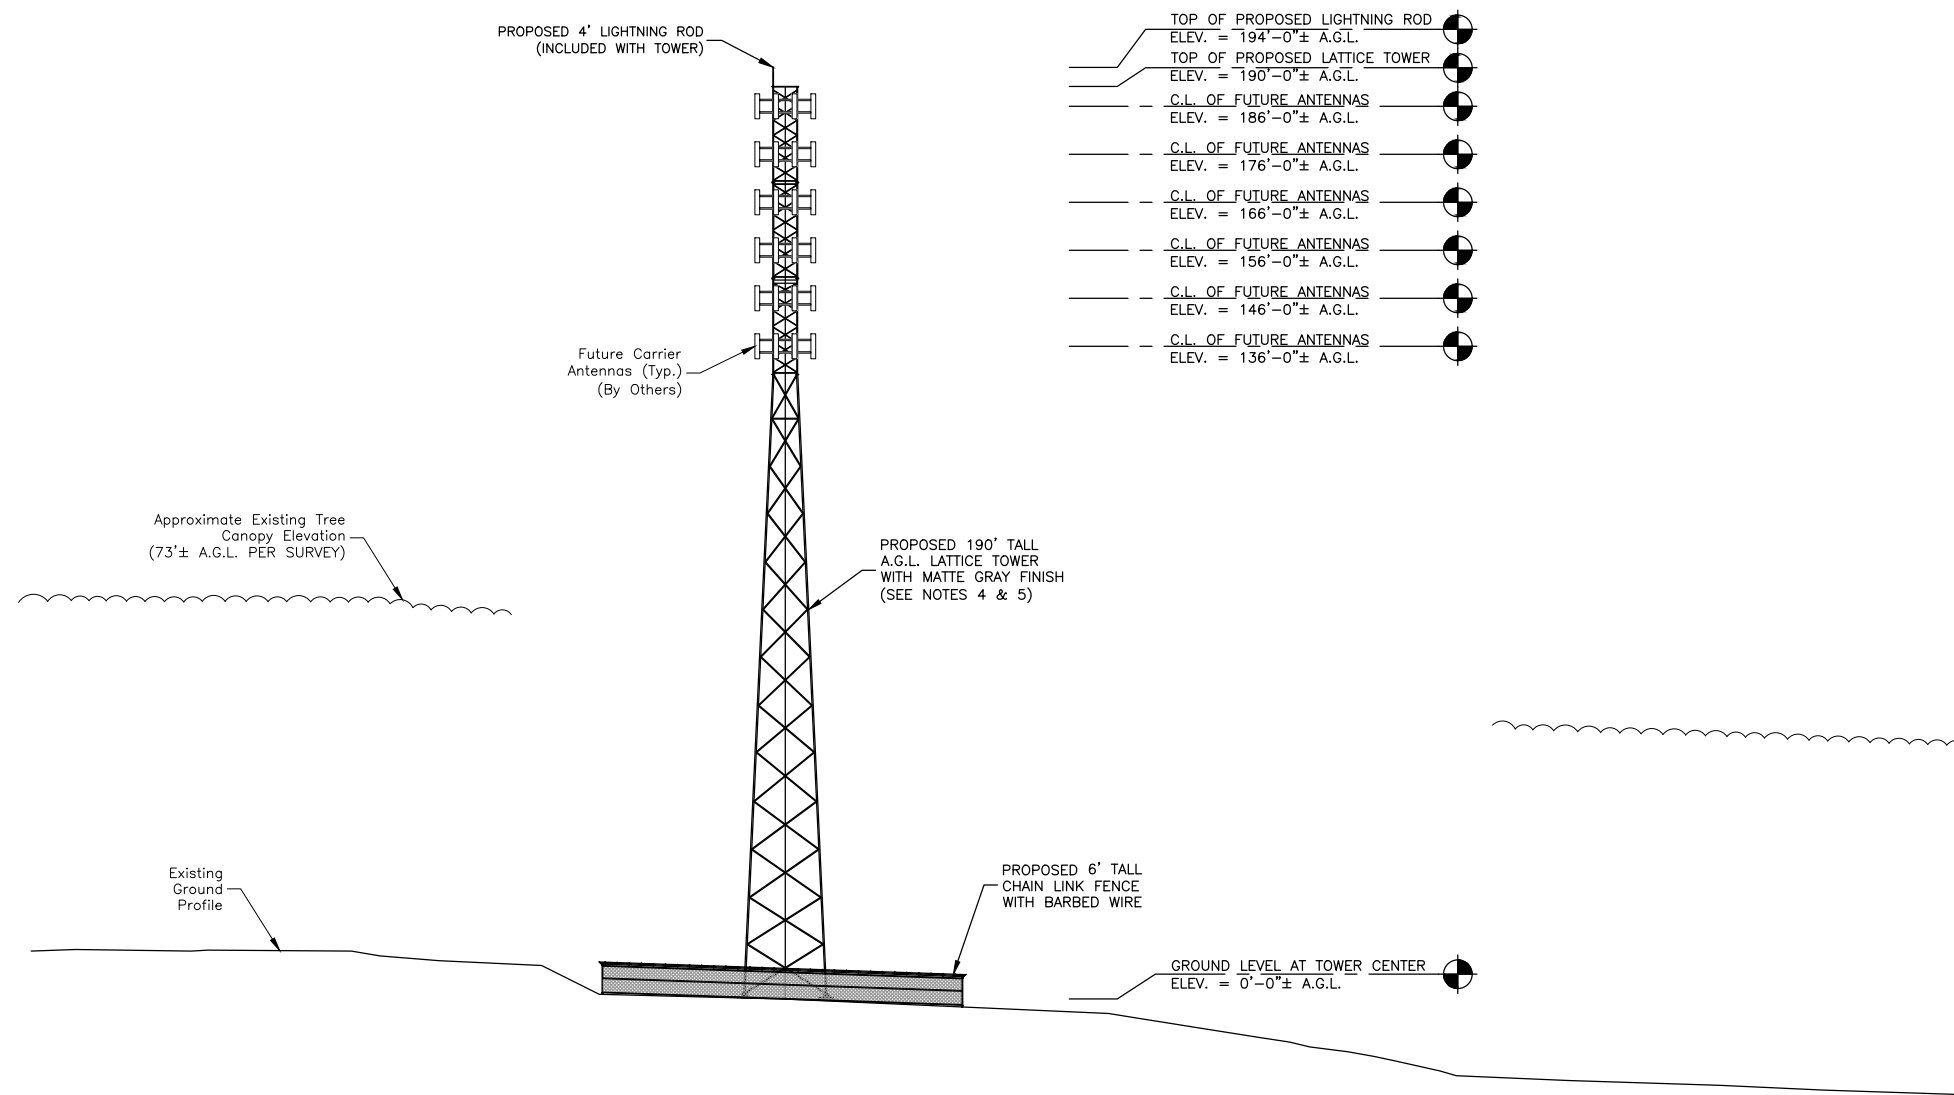 PROPOSED 4' LIGHTNING ROD
(INCLUDED WITH TOWER)
TOP OF PROPOSED LIGHTNING ROD
ELEV. = 194'-0"± A.G.L.
TOP OF PROPOSED LATTICE TOWER
ELEV. = 190'-0"± A.G.L.
C.L. OF FUTURE ANTENNAS
ELEV. = 186'-0"± A.G.L.
C.L. OF FUTURE ANTENNAS
ELEV. = 176'-0"± A.G.L.
C.L. OF FUTURE ANTENNAS
ELEV. = 166'-0"± A.G.L.
C.L. OF FUTURE ANTENNAS
ELEV. = 156'-0"± A.G.L.
C.L. OF FUTURE ANTENNAS
ELEV. = 146'-0"± A.G.L.
C.L. OF FUTURE ANTENNAS
ELEV. = 136'-0"± A.G.L.
Future Carrier
Antennas (Typ.)
(By Others)
Approximate Existing Tree
Canopy Elevation
(73'± A.G.L. PER SURVEY)
PROPOSED 190' TALL
A.G.L. LATTICE TOWER
WITH MATTE GRAY FINISH
(SEE NOTES 4 & 5)
Existing
Ground
Profile
PROPOSED 6' TALL
CHAIN LINK FENCE
WITH BARBED WIRE
GROUND LEVEL AT TOWER CENTER
ELEV. = 0'-0"± A.G.L.